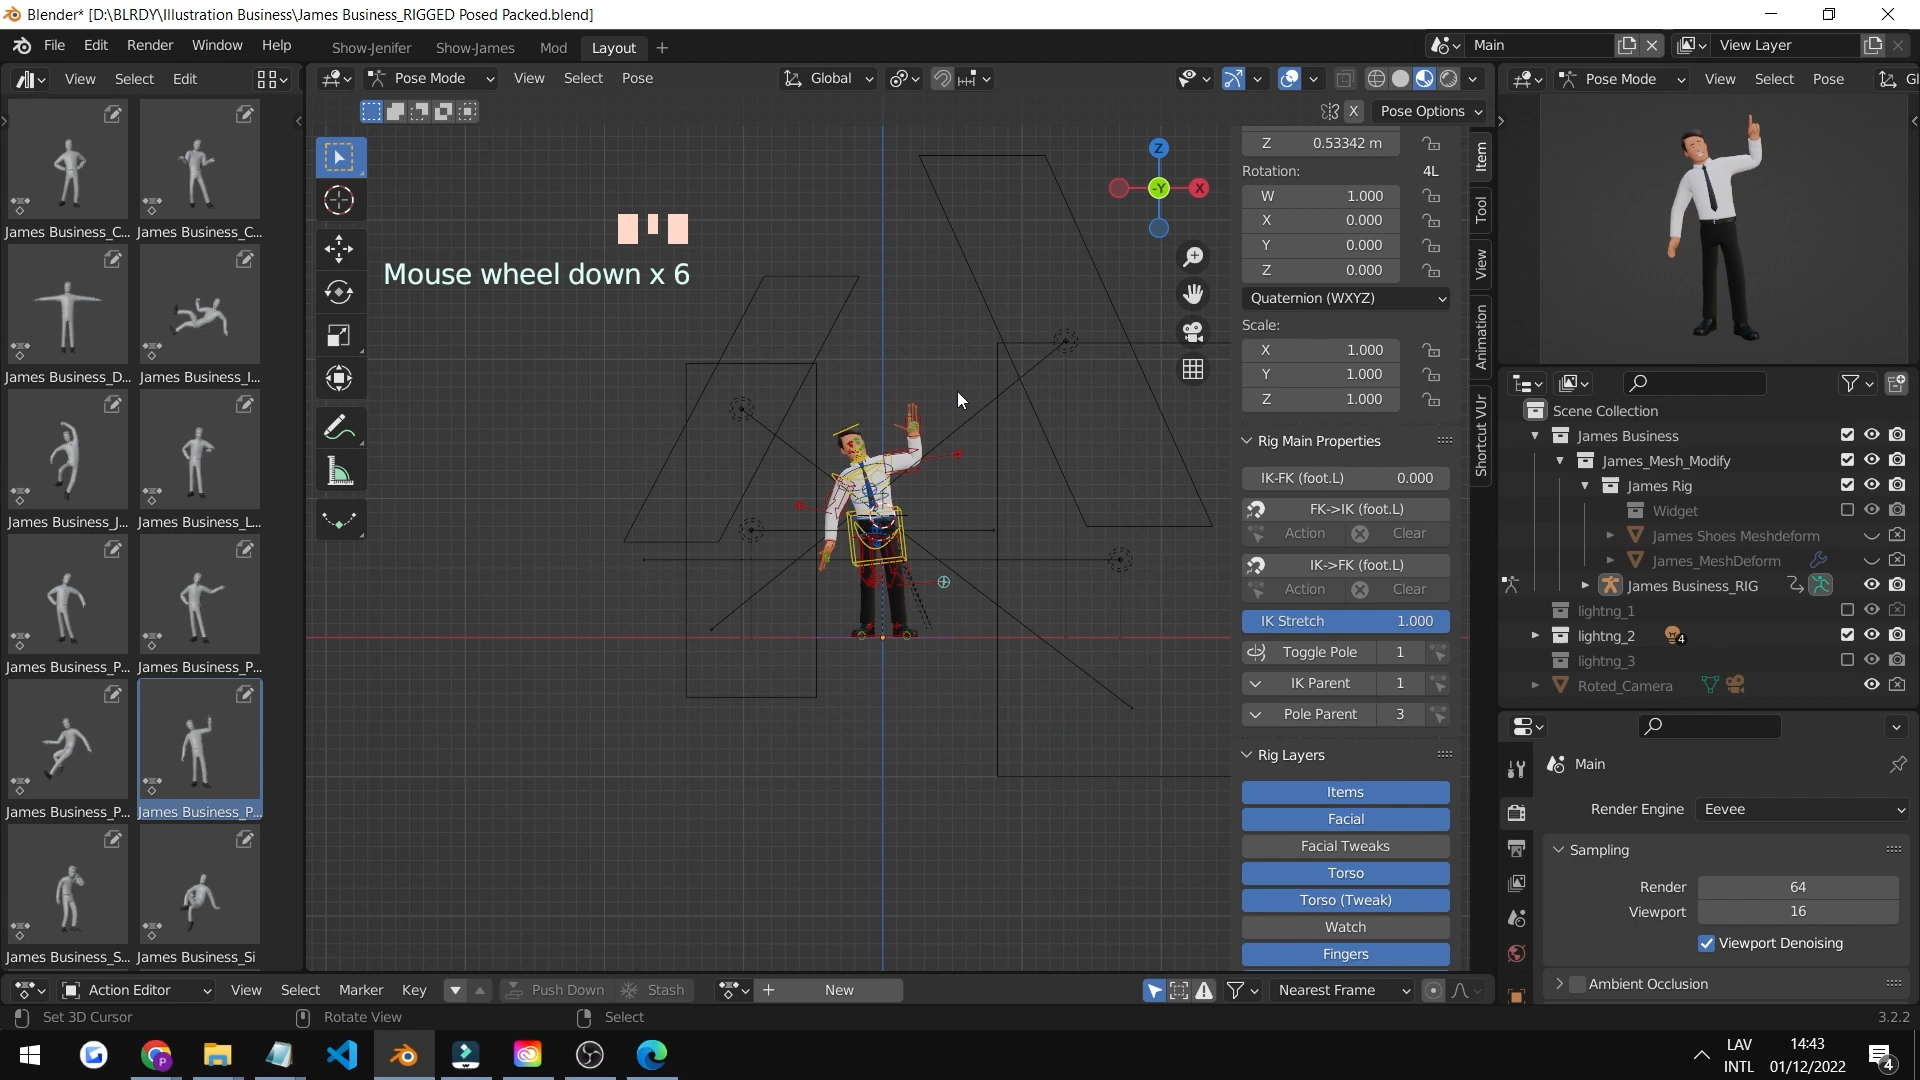 Blender* [D:\BLRDY\Illustration Business\James Business_RIGGED Posed Packed.blend]
File Edit Render Window Help
Show-Jenifer Show-James Mod Layout
Main
View Layer
View Select Edit
Pose Mode View Select Pose
Global
Pose Mode View Select Pose Gl
X Pose Options
James Business_C... James Business_C...
James Business_D... James Business_I...
James Business_J... James Business_L...
James Business_P... James Business_P...
James Business_P... James Business_P...
James Business_S... James Business_Si
Mouse wheel down x 6
Z
-Y
X
Z 0.53342 m
Rotation: 4L
W 1.000
X 0.000
Y 0.000
Z 0.000
Quaternion (WXYZ)
Scale:
X 1.000
Y 1.000
Z 1.000
Rig Main Properties
IK-FK (foot.L) 0.000
FK->IK (foot.L)
Action Clear
IK->FK (foot.L)
Action Clear
IK Stretch 1.000
Toggle Pole 1
IK Parent 1
Pole Parent 3
Rig Layers
Items
Facial
Facial Tweaks
Torso
Torso (Tweak)
Watch
Fingers
Item
Tool
View
Animation
Shortcut VUr
Scene Collection
James Business
James_Mesh_Modify
James Rig
Widget
James Shoes Meshdeform
James_MeshDeform
James Business_RIG
lightng_1
lightng_2 4
lightng_3
Roted_Camera
Main
Render Engine Eevee
Sampling
Render 64
Viewport 16
Viewport Denoising
Ambient Occlusion
Action Editor View Select Marker Key Push Down Stash New Nearest Frame
Set 3D Cursor Rotate View Select 3.2.2
LAV 14:43
INTL 01/12/2022 4